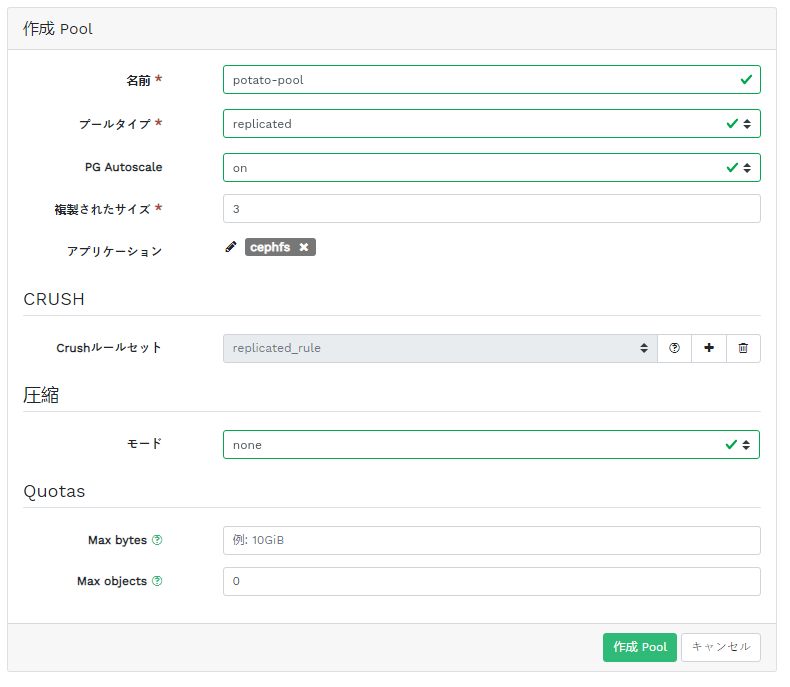 作成 Pool
名前 *
potato-pool
プールタイプ *
replicated
PG Autoscale
on
複製されたサイズ *
3
アプリケーション
cephfs
CRUSH
Crushルールセット
replicated_rule
圧縮
モード
none
Quotas
Max bytes
例: 10GiB
Max objects
0
作成 Pool キャンセル